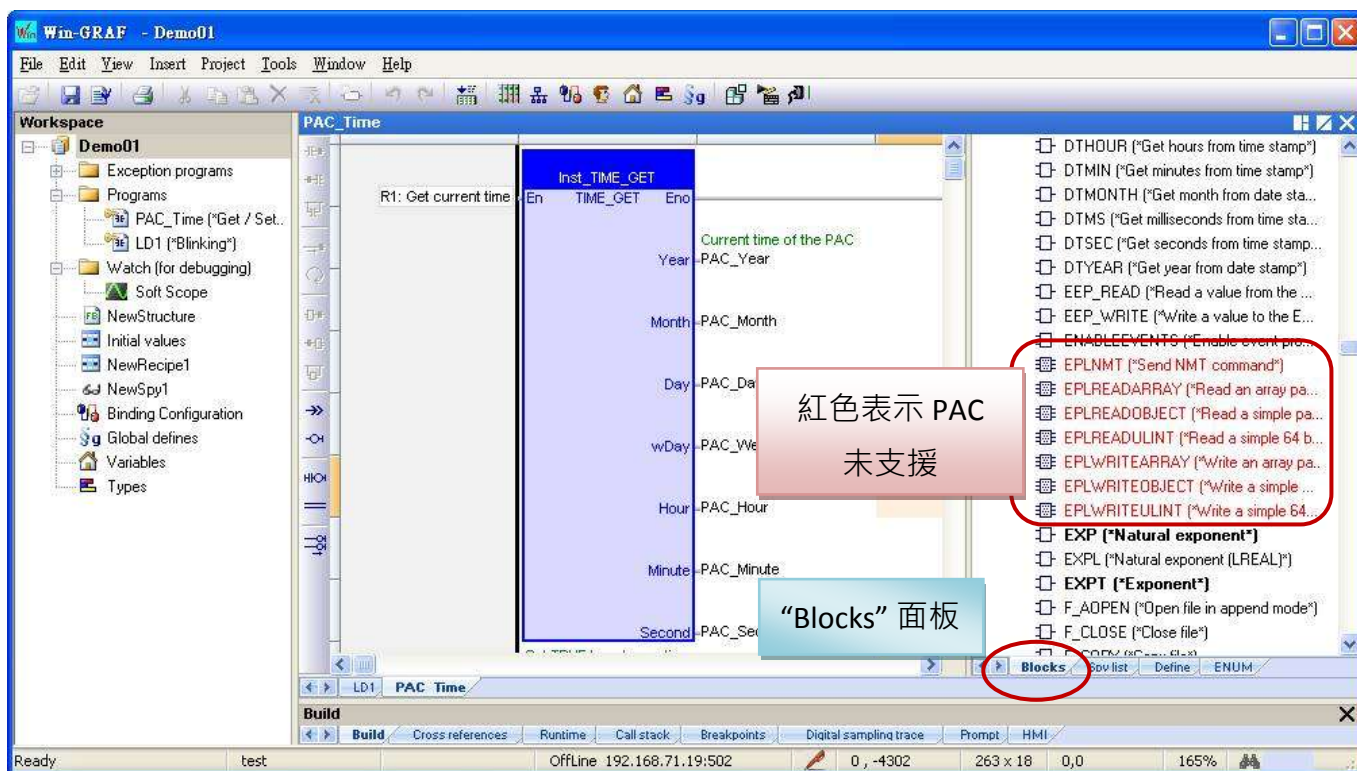 Win-GRAF - Demo01
File Edit View Insert Project Tools Window Help
Workspace
Demo01
Exception programs
Programs
PAC_Time (*Get / Set..
LD1 (*Blinking*)
Watch (for debugging)
Soft Scope
NewStructure
Initial values
NewRecipe1
NewSpy1
Binding Configuration
Global defines
Variables
Types
PAC_Time
R1: Get current time
Inst_TIME_GET
En TIME_GET Eno
Current time of the PAC
Year PAC_Year
Month PAC_Month
Day PAC_Da
wDay PAC_We
Hour PAC_Hour
Minute PAC_Minute
Second PAC_Sec
紅色表示 PAC
未支援
“Blocks” 面板
DTHOUR (*Get hours from time stamp*)
DTMIN (*Get minutes from time stamp*)
DTMONTH (*Get month from date sta...
DTMS (*Get milliseconds from time sta...
DTSEC (*Get seconds from time stamp...
DTYEAR (*Get year from date stamp*)
EEP_READ (*Read a value from the ...
EEP_WRITE (*Write a value to the E...
ENABLEEVENTS (*Enable event pro...
EPLNMT (*Send NMT command*)
EPLREADARRAY (*Read an array pa...
EPLREADOBJECT (*Read a simple pa...
EPLREADULINT (*Read a simple 64 b...
EPLWRITEARRAY (*Write an array pa..
EPLWRITEOBJECT (*Write a simple ...
EPLWRITEULINT (*Write a simple 64...
EXP (*Natural exponent*)
EXPL (*Natural exponent (LREAL)*)
EXPT (*Exponent*)
F_AOPEN (*Open file in append mode*)
F_CLOSE (*Close file*)
Blocks Spy list Define ENUM
LD1 PAC_Time
Build
Build Cross references Runtime Call stack Breakpoints Digital sampling trace Prompt HMI
Ready test OffLine 192.168.71.19:502 0 , -4302 263 x 18 0,0 165%